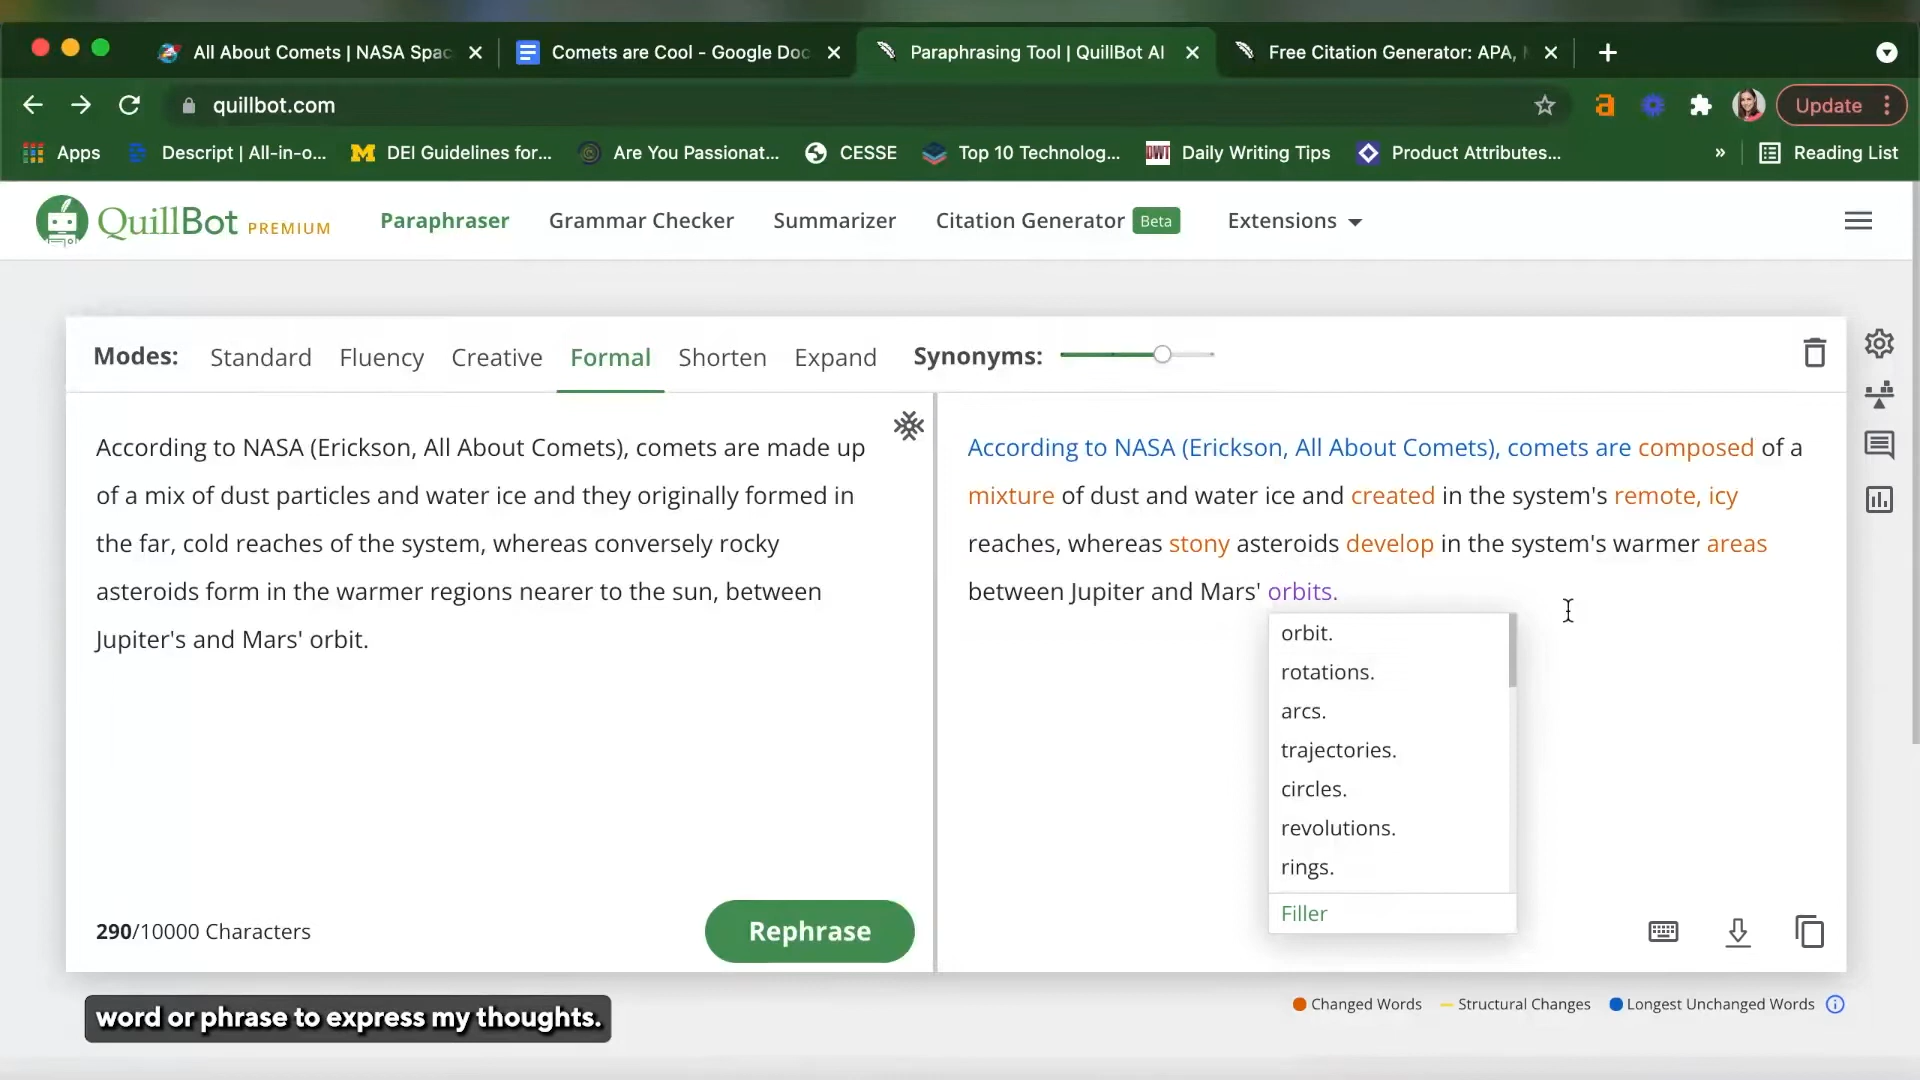 All About Comets | NASA Spac
Comets are Cool - Google Doc
Paraphrasing Tool | QuillBot AI
Free Citation Generator: APA,
quillbot.com
Update
Apps
Descript | All-in-o...
DEI Guidelines for...
Are You Passionat...
CESSE
Top 10 Technolog...
DWT
Daily Writing Tips
Product Attributes...
»
Reading List
QuillBot PREMIUM
Paraphraser
Grammar Checker
Summarizer
Citation Generator Beta
Extensions
Modes: Standard Fluency Creative Formal Shorten Expand Synonyms:
According to NASA (Erickson, All About Comets), comets are made up
of a mix of dust particles and water ice and they originally formed in
the far, cold reaches of the system, whereas conversely rocky
asteroids form in the warmer regions nearer to the sun, between
Jupiter's and Mars' orbit.
290/10000 Characters
Rephrase
According to NASA (Erickson, All About Comets), comets are composed of a
mixture of dust and water ice and created in the system's remote, icy
reaches, whereas stony asteroids develop in the system's warmer areas
between Jupiter and Mars' orbits.
orbit.
rotations.
arcs.
trajectories.
circles.
revolutions.
rings.
Filler
Changed Words
Structural Changes
Longest Unchanged Words
word or phrase to express my thoughts.